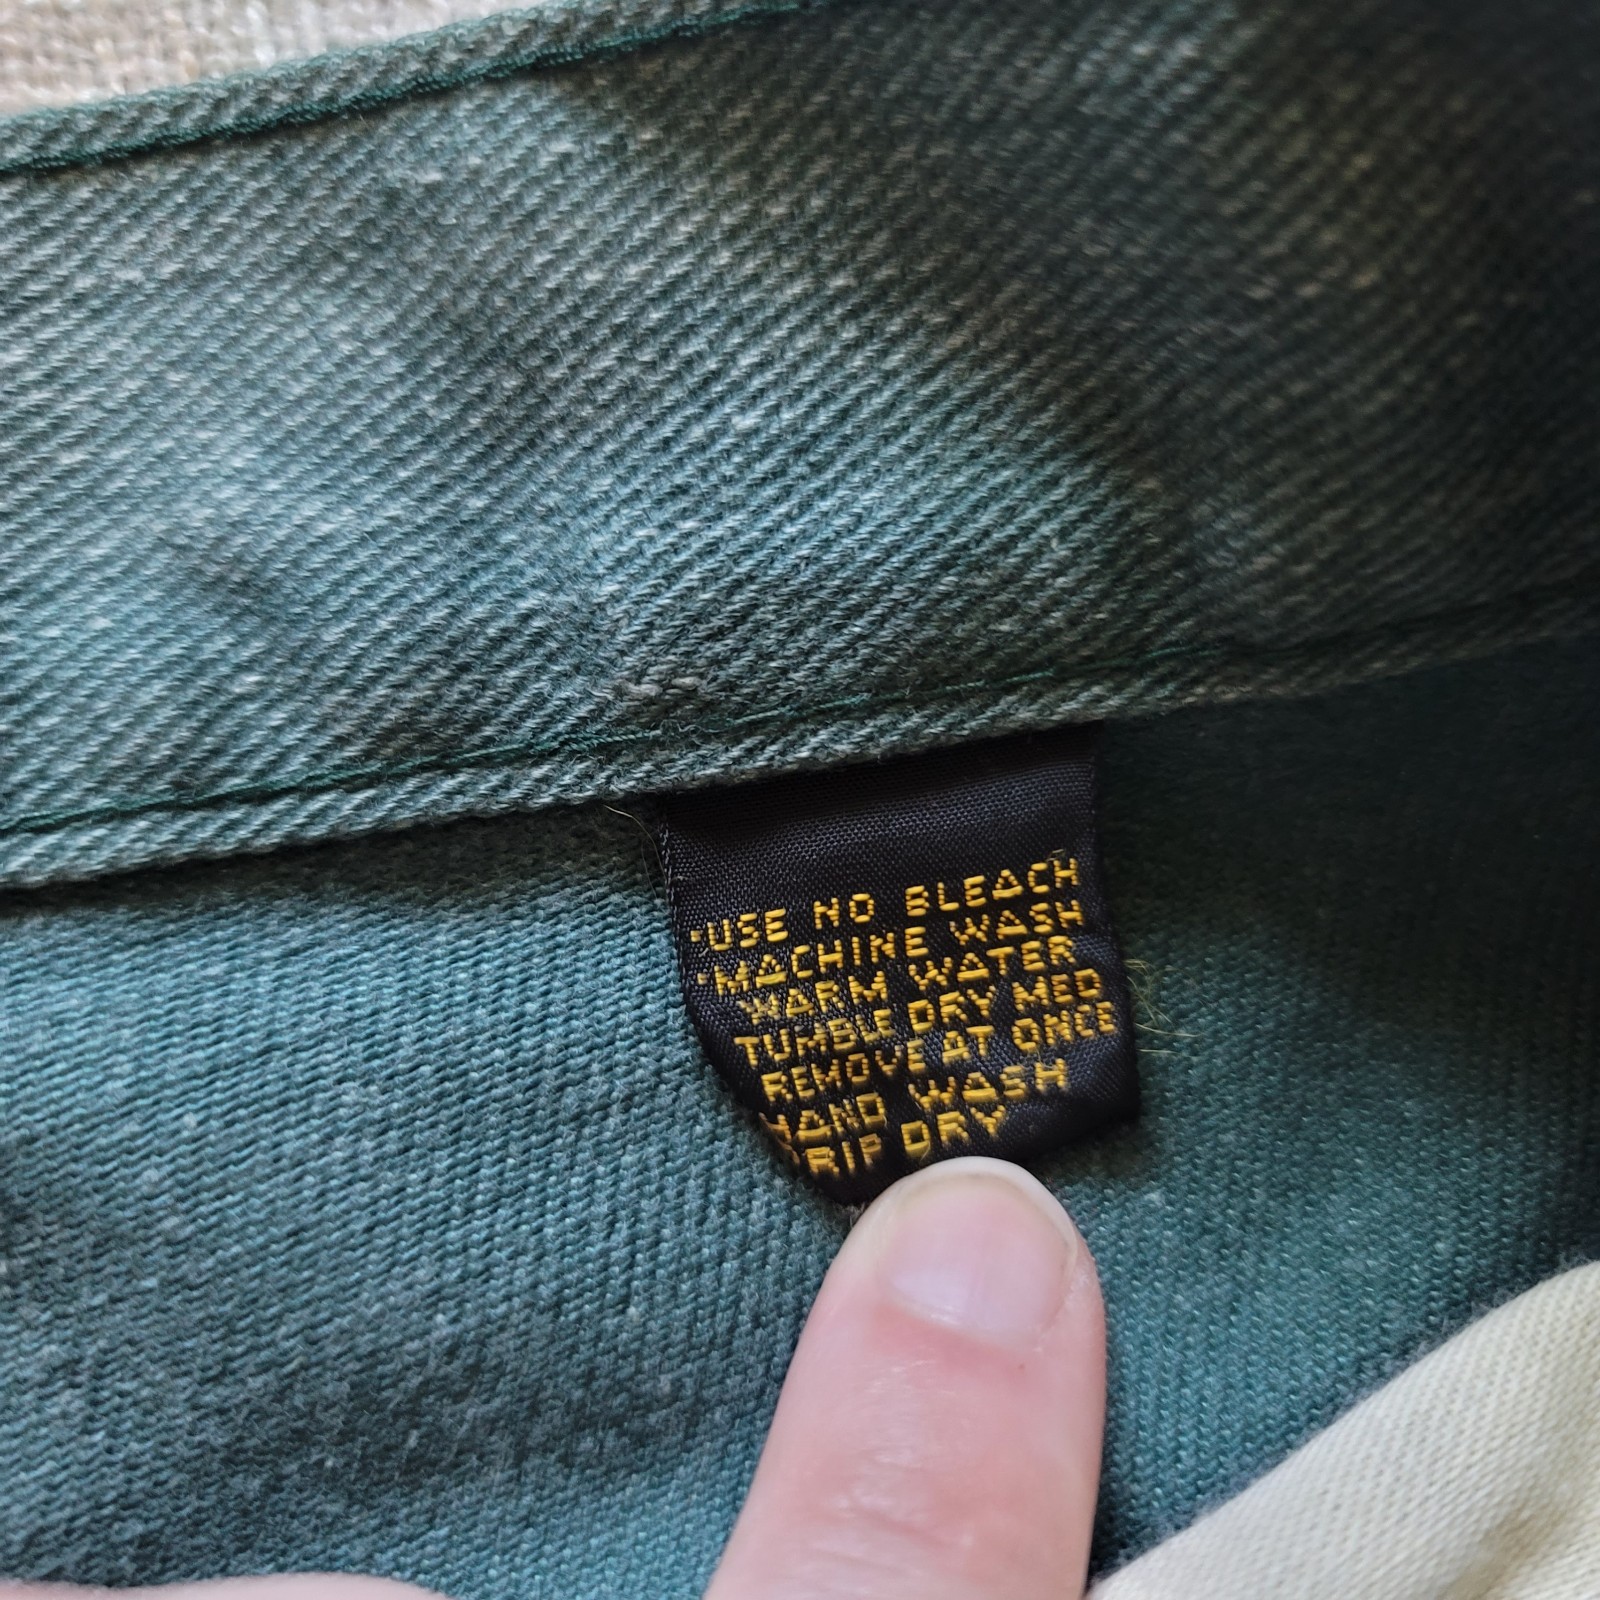 ·USE NO BLEACH
·MACHINE WASH
WARM WATER
TUMBLE DRY MED
REMOVE AT ONCE
HAND WASH
DRIP DRY